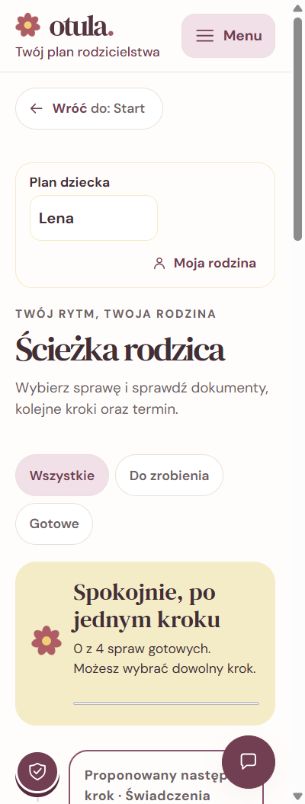 otula.
Twój plan rodzicielstwa
Menu
Wróć do: Start
Plan dziecka
Lena
Moja rodzina
TWÓJ RYTM, TWOJA RODZINA
Ścieżka rodzica
Wybierz sprawę i sprawdź dokumenty,
kolejne kroki oraz termin.
Wszystkie
Do zrobienia
Gotowe
Spokojnie, po
jednym kroku
0 z 4 spraw gotowych.
Możesz wybrać dowolny krok.
Proponowany
krok · Świadczenia